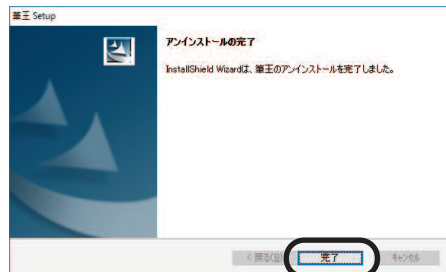 筆王 Setup
アンインストールの完了
InstallShield Wizardは、筆王のアンインストールを完了しました。
< 戻る(B)
完了
キャンセル